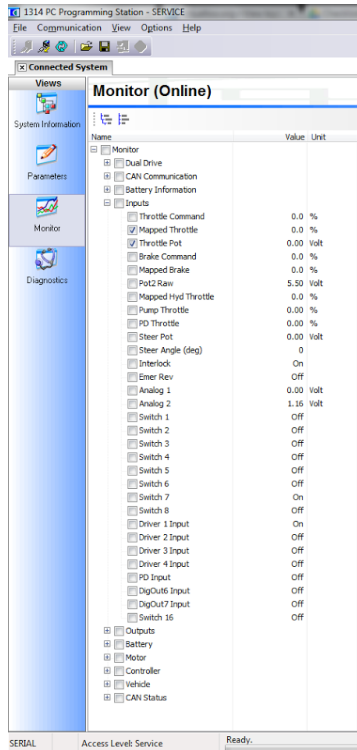 1314 PC Programming Station - SERVICE
File Communication View Options Help
Connected System
Views
System Information
Parameters
Monitor
Diagnostics
Monitor (Online)
Name Value Unit
Monitor
Dual Drive
CAN Communication
Battery Information
Inputs
Throttle Command 0.0 %
Mapped Throttle 0.0 %
Throttle Pot 0.00 Volt
Brake Command 0.0 %
Mapped Brake 0.0 %
Pot2 Raw 5.50 Volt
Mapped Hyd Throttle 0.0 %
Pump Throttle 0.00 %
PD Throttle 0.00 %
Steer Pot 0.00 Volt
Steer Angle (deg) 0
Interlock On
Emer Rev Off
Analog 1 0.00 Volt
Analog 2 1.16 Volt
Switch 1 Off
Switch 2 Off
Switch 3 Off
Switch 4 Off
Switch 5 Off
Switch 6 Off
Switch 7 On
Switch 8 Off
Driver 1 Input On
Driver 2 Input Off
Driver 3 Input Off
Driver 4 Input Off
PD Input Off
DigOut6 Input Off
DigOut7 Input Off
Switch 16 Off
Outputs
Battery
Motor
Controller
Vehicle
CAN Status
SERIAL Access Level: Service Ready.